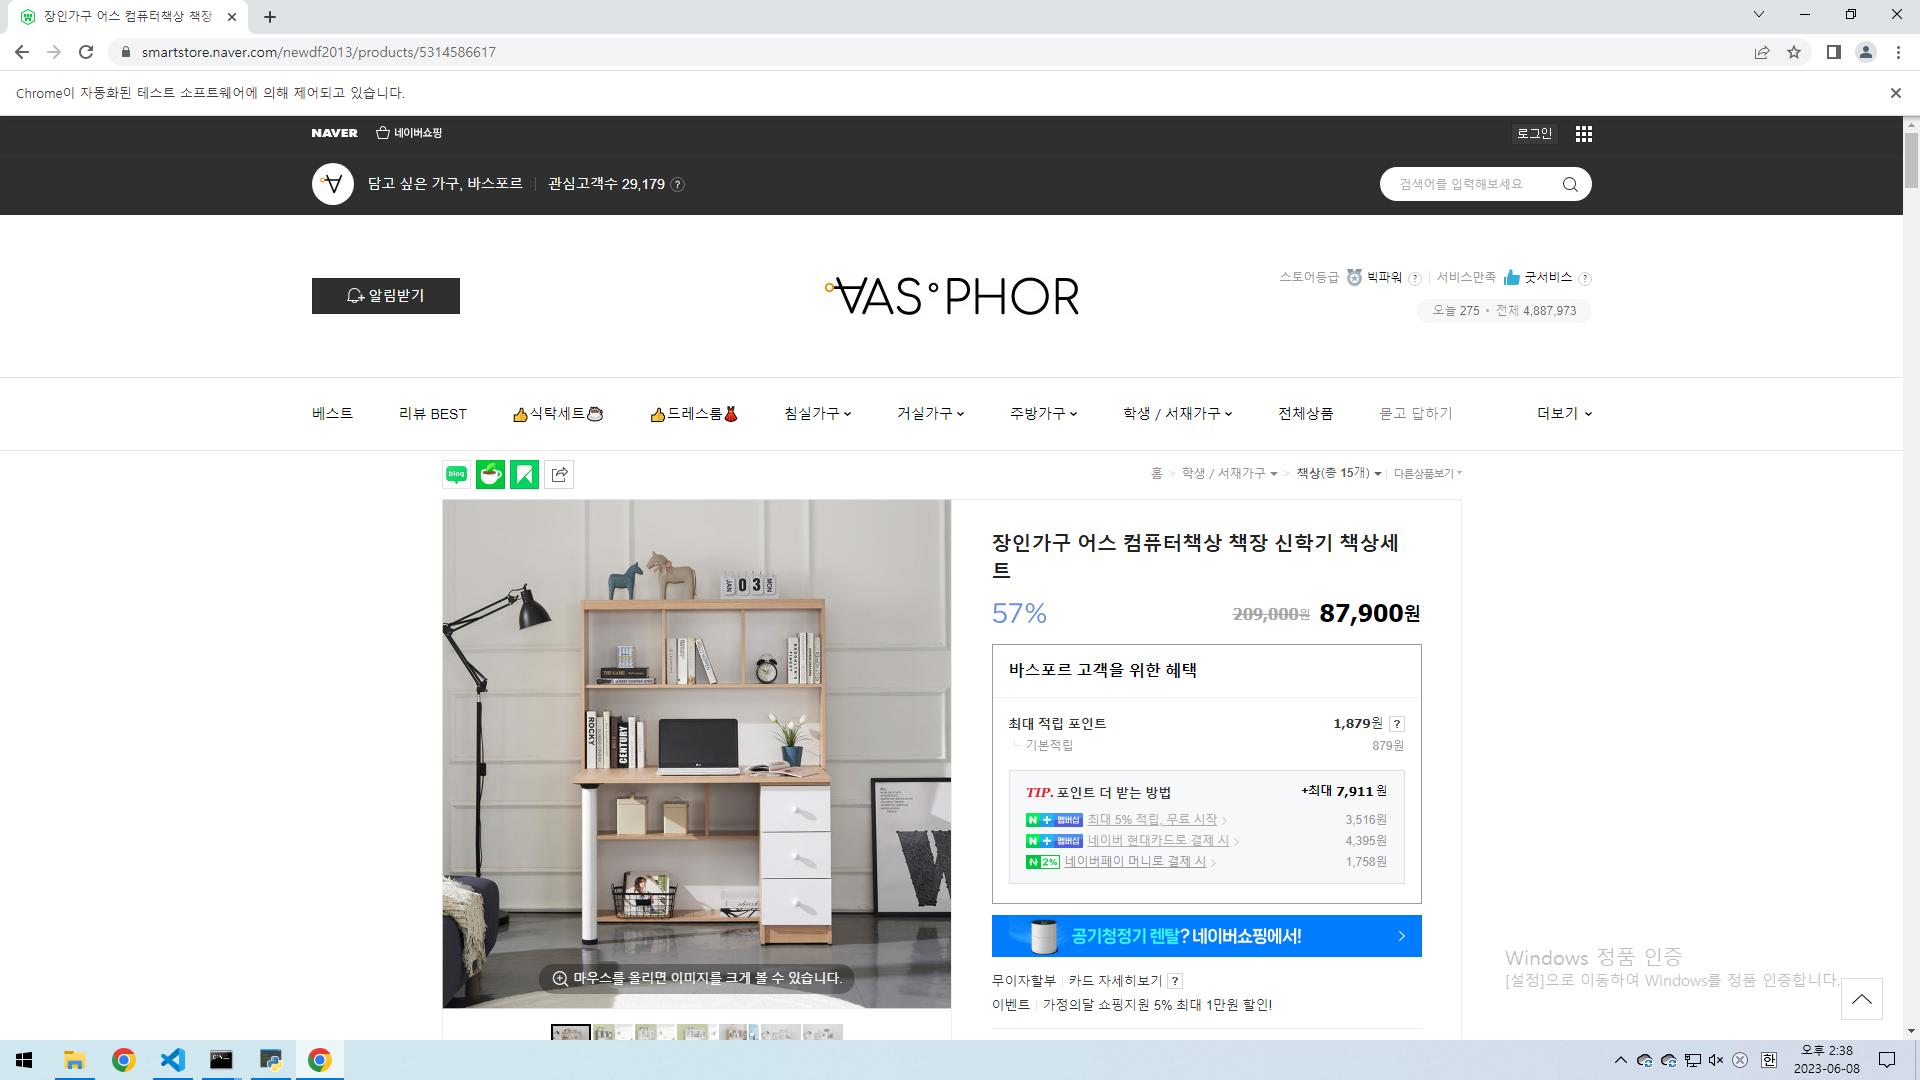 장인가구 어스 컴퓨터책상 책장
smartstore.naver.com/newdf2013/products/5314586617
Chrome이 자동화된 테스트 소프트웨어에 의해 제어되고 있습니다.
NAVER 네이버쇼핑
로그인
담고 싶은 가구, 바스포르 관심고객수 29,179 ?
검색어를 입력해보세요
알림받기
VAS°PHOR
스토어등급 빅파워 ? 서비스만족 굿서비스 ?
오늘 275 • 전체 4,887,973
베스트 리뷰 BEST 👍식탁세트☕ 👍드레스룸👗 침실가구 거실가구 주방가구 학생 / 서재가구 전체상품 묻고 답하기 더보기
blog
홈 > 학생 / 서재가구 > 책상(총 15개) 다른상품보기
장인가구 어스 컴퓨터책상 책장 신학기 책상세
트
57% 209,000원 87,900원
바스포르 고객을 위한 혜택
최대 적립 포인트 1,879원 ?
기본적립 879원
TIP. 포인트 더 받는 방법 +최대 7,911 원
N + 멤버십 최대 5% 적립, 무료 시작 > 3,516원
N + 멤버십 네이버 현대카드로 결제 시 > 4,395원
N 2% 네이버페이 머니로 결제 시 > 1,758원
공기청정기 렌탈? 네이버쇼핑에서!
무이자할부 카드 자세히보기 ?
이벤트 가정의달 쇼핑지원 5% 최대 1만원 할인!
JAN 03 MON
ROCKY
CENTURY
W
마우스를 올리면 이미지를 크게 볼 수 있습니다.
Windows 정품 인증
[설정]으로 이동하여 Windows를 정품 인증합니다.
한
오후 2:38
2023-06-08